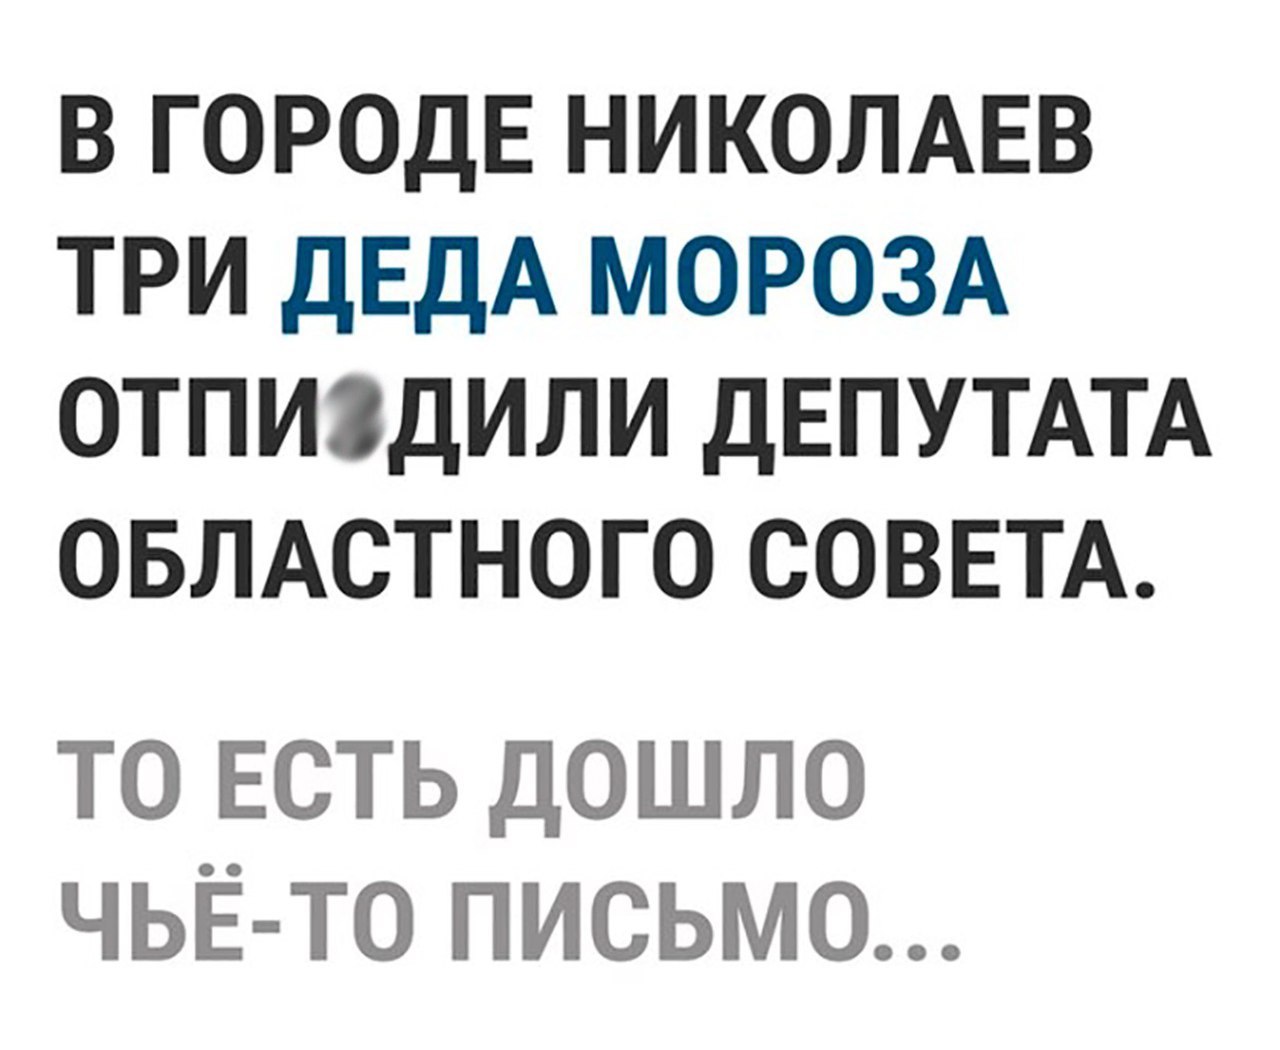 В ГОРОДЕ НИКОЛАЕВ
ТРИ ДЕДА МОРОЗА
ДЕПУТАТА
ОБЛАСТНОГО СОВЕТА.
ТО ЕСТЬ ДОШЛО
ЧЬЁ-ТО ПИСЬМО...